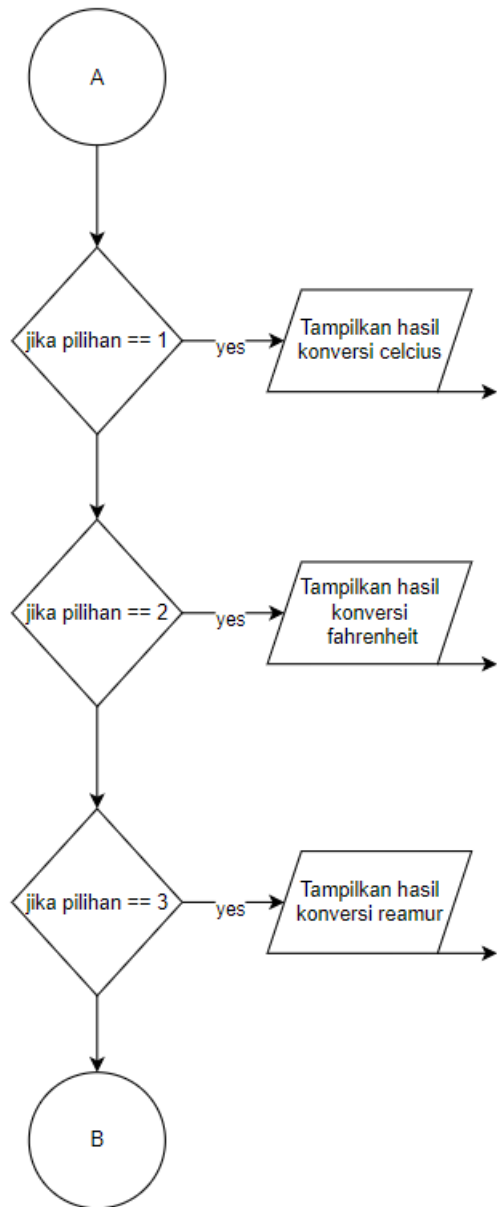 A
jika pilihan == 1
yes
Tampilkan hasil
konversi celcius
jika pilihan == 2
yes
Tampilkan hasil
konversi
fahrenheit
jika pilihan == 3
yes
Tampilkan hasil
konversi reamur
B